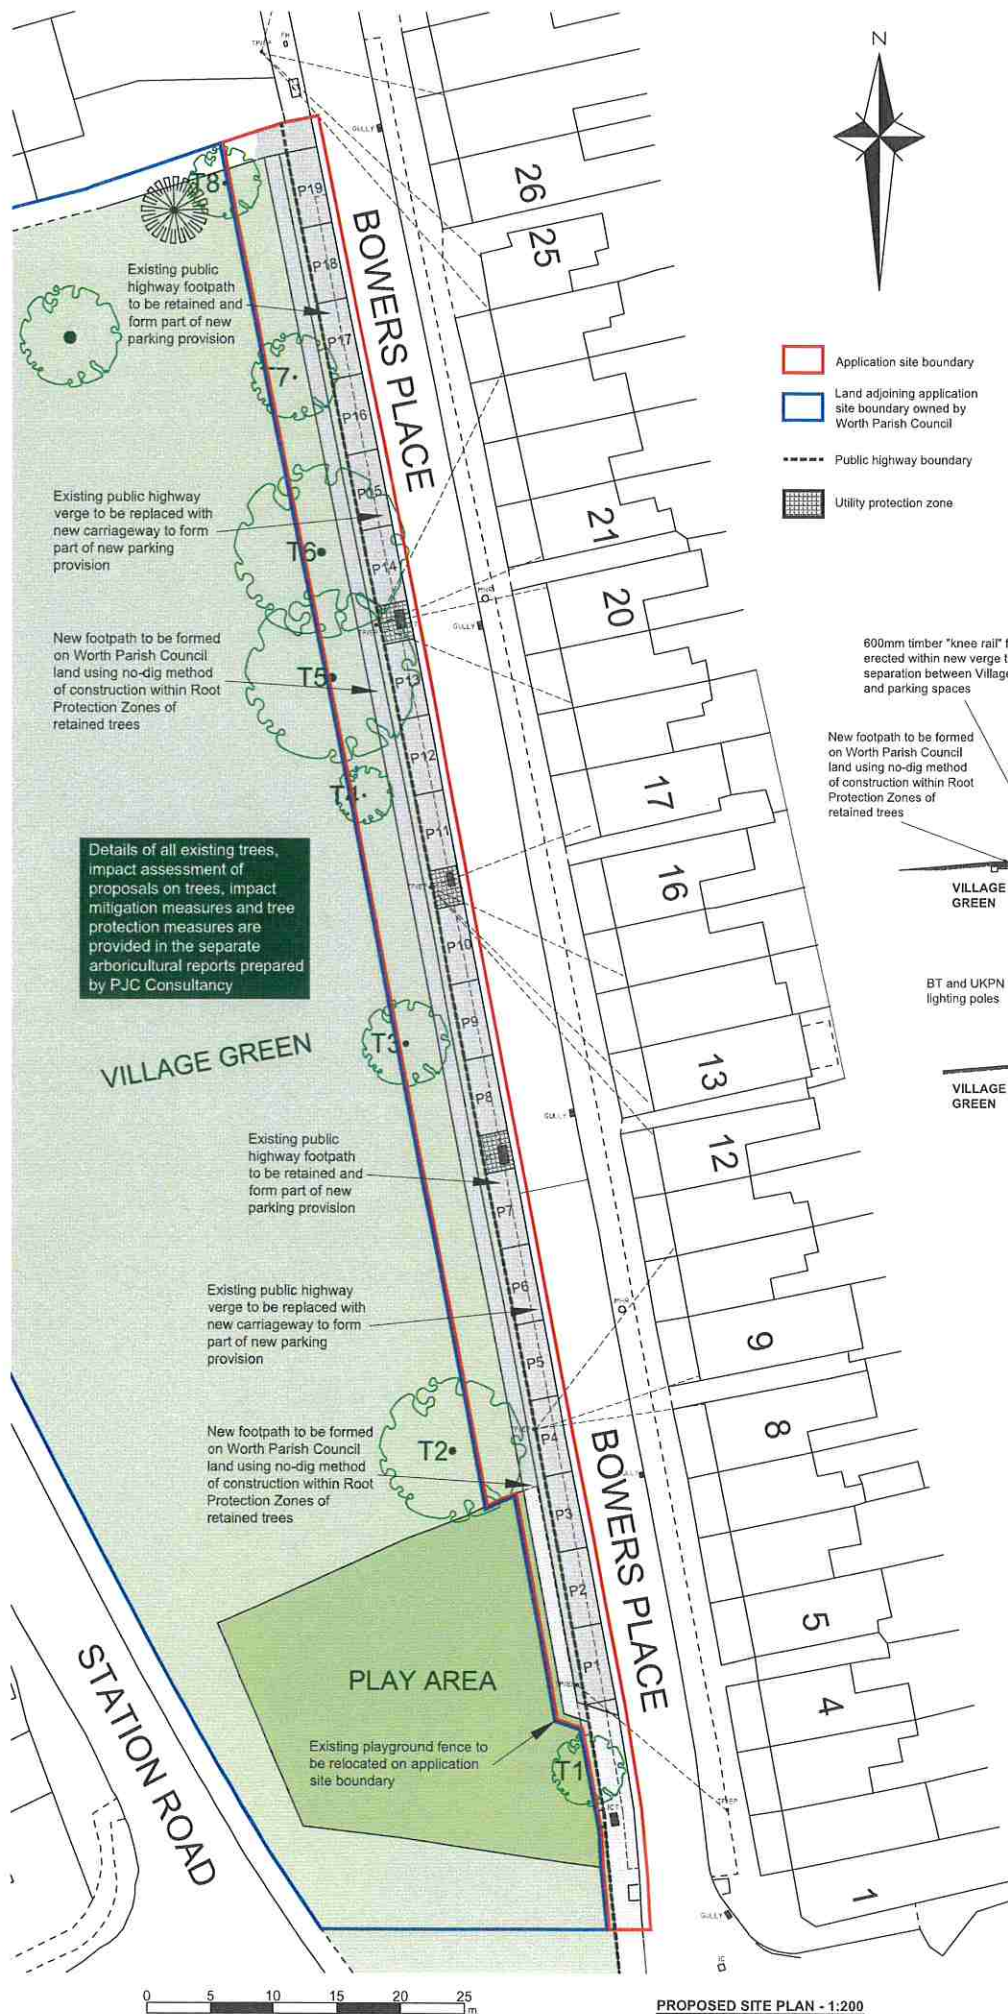 N
FH
GULLY
26
25
T8
P19
BOWERS PLACE
P18
Existing public
highway footpath
to be retained and
form part of new
parking provision
P17
T7
P16
Application site boundary
Land adjoining application
site boundary owned by
Worth Parish Council
Public highway boundary
Utility protection zone
Existing public highway
verge to be replaced with
new carriageway to form
part of new parking
provision
P15
T6
P14
21
20
GULLY
New footpath to be formed
on Worth Parish Council
land using no-dig method
of construction within Root
Protection Zones of
retained trees
T5
P13
P12
T4
P11
17
16
600mm timber "knee rail" f
erected within new verge t
separation between Village
and parking spaces
New footpath to be formed
on Worth Parish Council
land using no-dig method
of construction within Root
Protection Zones of
retained trees
VILLAGE
GREEN
Details of all existing trees,
impact assessment of
proposals on trees, impact
mitigation measures and tree
protection measures are
provided in the separate
arboricultural reports prepared
by PJC Consultancy
P10
P9
T3
P8
VILLAGE GREEN
GULLY
13
12
BT and UKPN
lighting poles
VILLAGE
GREEN
Existing public
highway footpath
to be retained and
form part of new
parking provision
P7
P6
Existing public highway
verge to be replaced with
new carriageway to form
part of new parking
provision
P5
9
8
P4
T2
New footpath to be formed
on Worth Parish Council
land using no-dig method
of construction within Root
Protection Zones of
retained trees
BOWERS PLACE
P3
P2
5
4
P1
PLAY AREA
STATION ROAD
Existing playground fence to
be relocated on application
site boundary
T1
1
GULLY
IC
0 5 10 15 20 25
m
PROPOSED SITE PLAN - 1:200